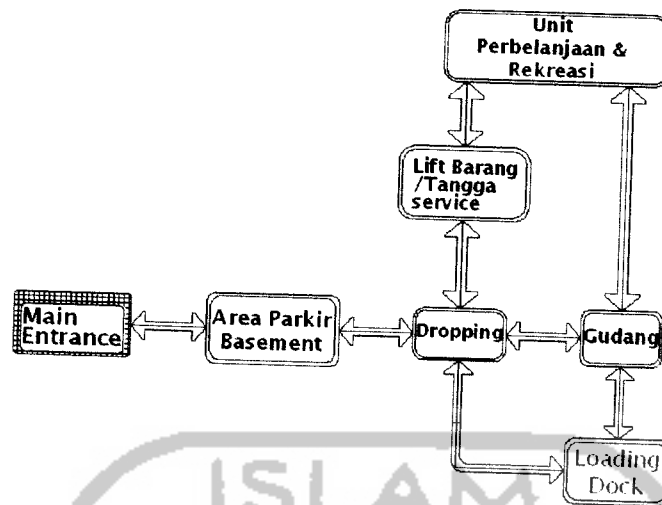 Unit
Perbelanjaan &
Rekreasi
Lift Barang
/Tangga
service
Main
Entrance
Area Parkir
Basement
Dropping
Gudang
Loading
Dock
ISLAM